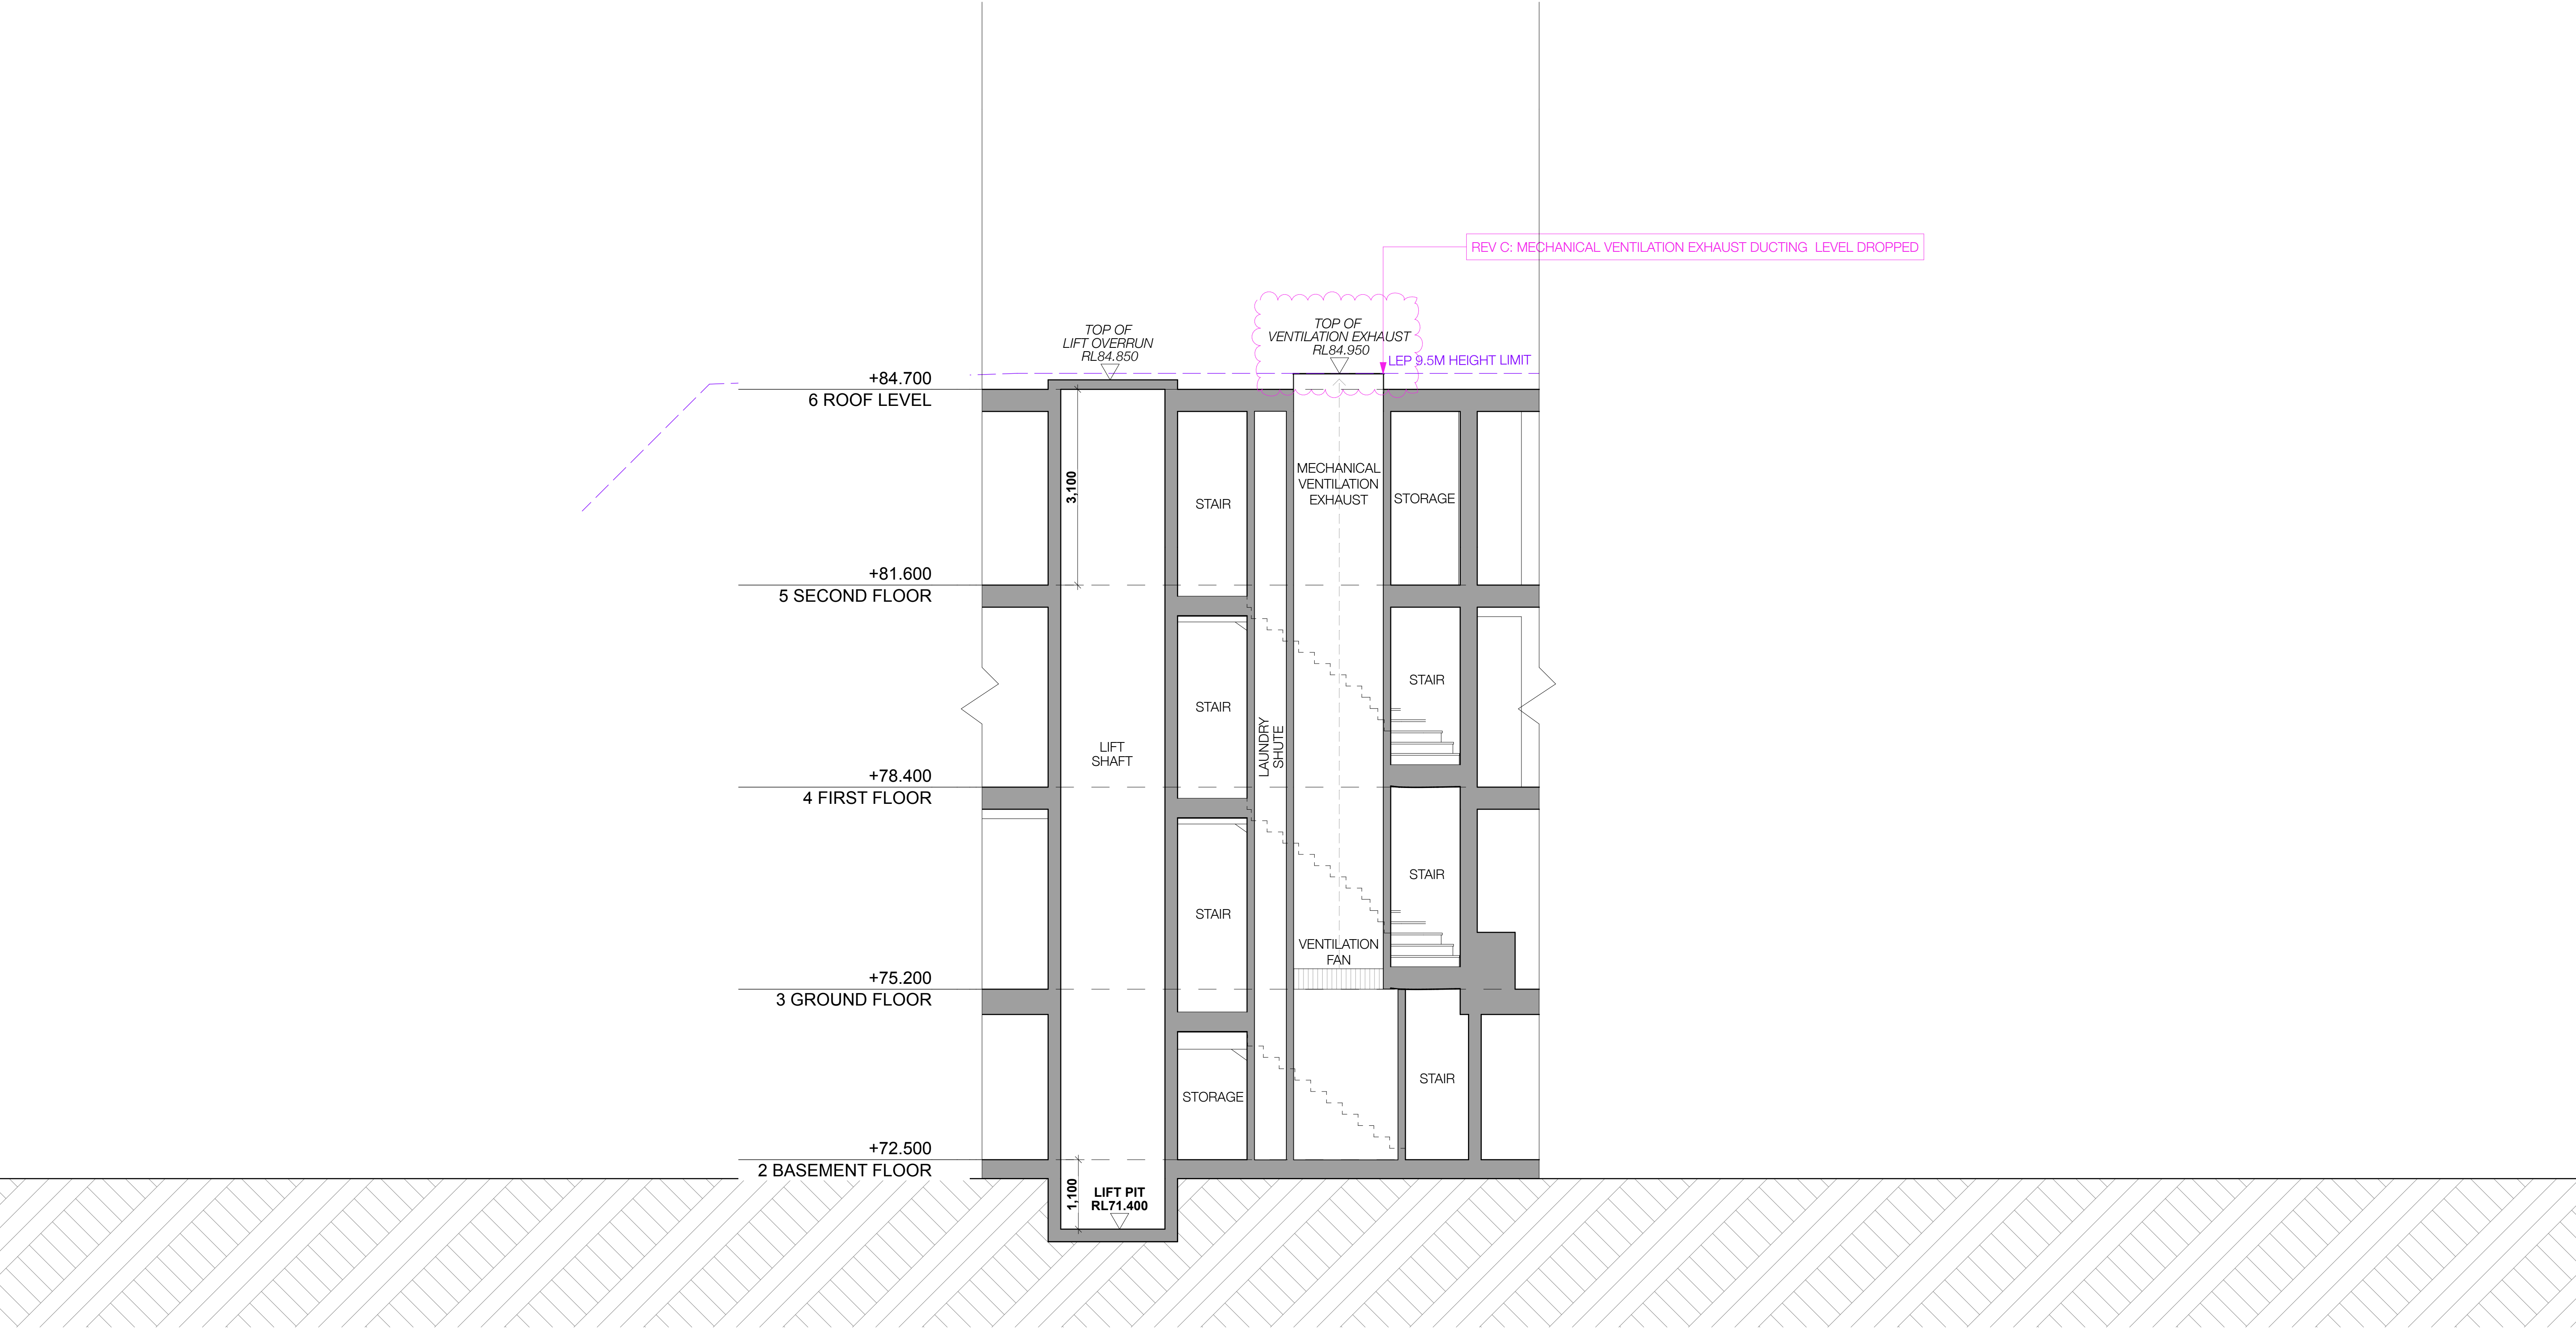 REV C: MECHANICAL VENTILATION EXHAUST DUCTING LEVEL DROPPED
TOP OF
LIFT OVERRUN
RL84.850
TOP OF
VENTILATION EXHAUST
RL84.950
LEP 9.5M HEIGHT LIMIT
+84.700
6 ROOF LEVEL
3,100
STAIR
MECHANICAL
VENTILATION
EXHAUST
STORAGE
+81.600
5 SECOND FLOOR
STAIR
STAIR
LIFT
SHAFT
LAUNDRY
SHUTE
+78.400
4 FIRST FLOOR
STAIR
STAIR
VENTILATION
FAN
+75.200
3 GROUND FLOOR
STORAGE
STAIR
+72.500
2 BASEMENT FLOOR
1,100
LIFT PIT
RL71.400